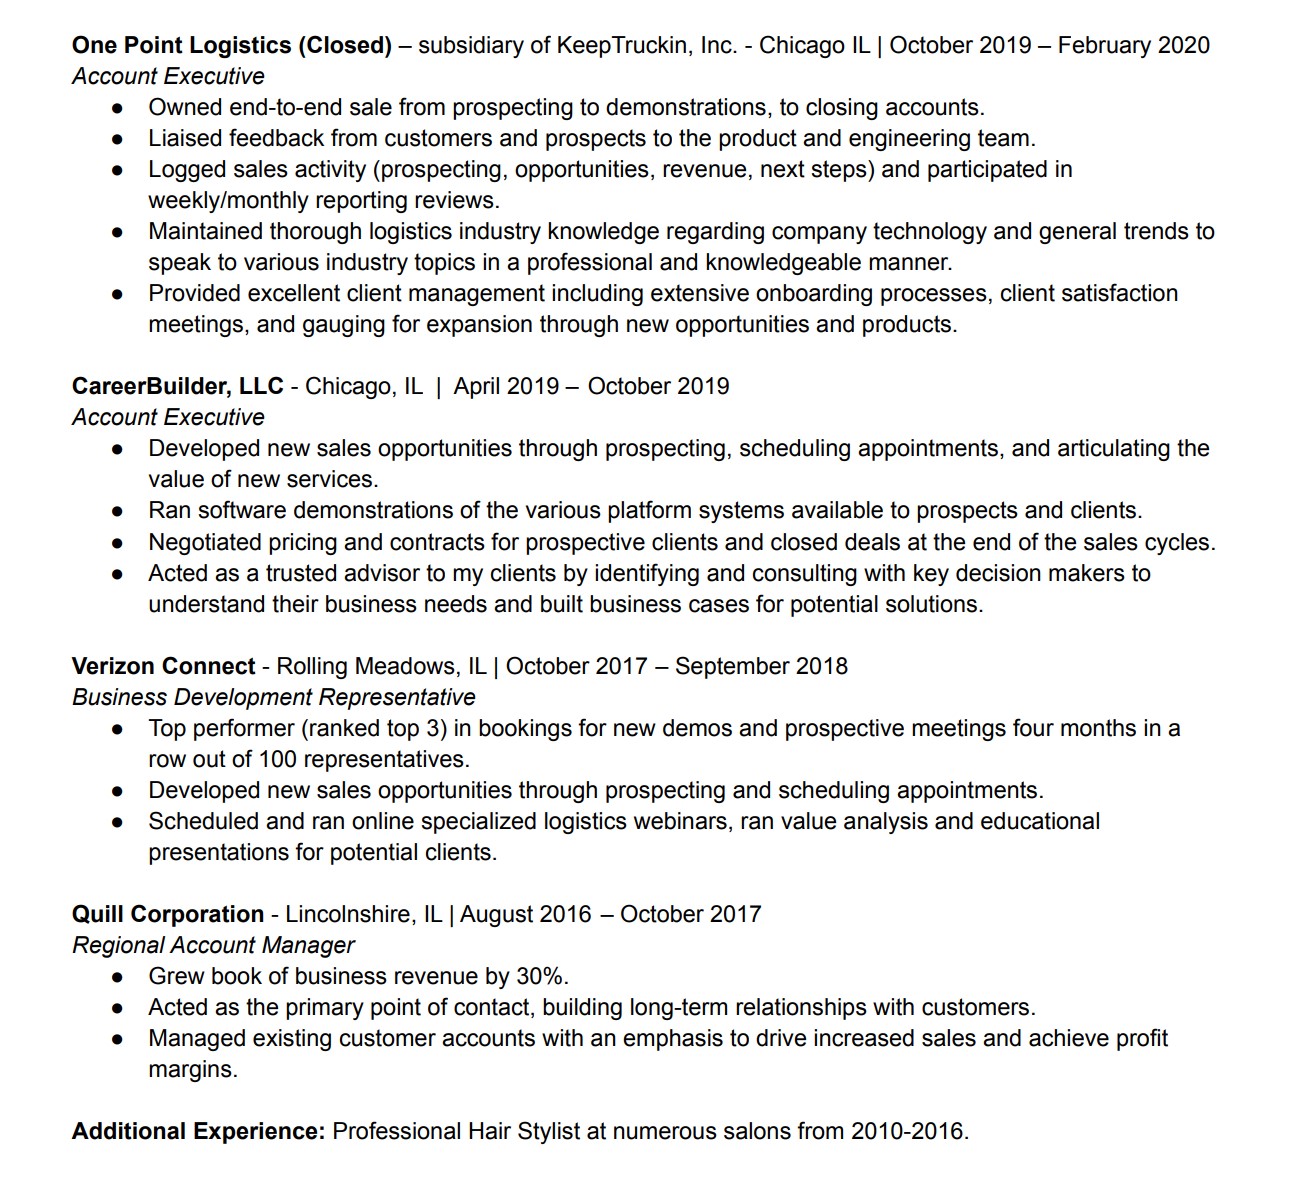 One Point Logistics (Closed) – subsidiary of KeepTruckin, Inc. - Chicago IL | October 2019 – February 2020
Account Executive
● Owned end-to-end sale from prospecting to demonstrations, to closing accounts.
● Liaised feedback from customers and prospects to the product and engineering team.
● Logged sales activity (prospecting, opportunities, revenue, next steps) and participated in
weekly/monthly reporting reviews.
● Maintained thorough logistics industry knowledge regarding company technology and general trends to
speak to various industry topics in a professional and knowledgeable manner.
● Provided excellent client management including extensive onboarding processes, client satisfaction
meetings, and gauging for expansion through new opportunities and products.
CareerBuilder, LLC - Chicago, IL | April 2019 – October 2019
Account Executive
● Developed new sales opportunities through prospecting, scheduling appointments, and articulating the
value of new services.
● Ran software demonstrations of the various platform systems available to prospects and clients.
● Negotiated pricing and contracts for prospective clients and closed deals at the end of the sales cycles.
● Acted as a trusted advisor to my clients by identifying and consulting with key decision makers to
understand their business needs and built business cases for potential solutions.
Verizon Connect - Rolling Meadows, IL | October 2017 – September 2018
Business Development Representative
● Top performer (ranked top 3) in bookings for new demos and prospective meetings four months in a
row out of 100 representatives.
● Developed new sales opportunities through prospecting and scheduling appointments.
● Scheduled and ran online specialized logistics webinars, ran value analysis and educational
presentations for potential clients.
Quill Corporation - Lincolnshire, IL | August 2016 – October 2017
Regional Account Manager
● Grew book of business revenue by 30%.
● Acted as the primary point of contact, building long-term relationships with customers.
● Managed existing customer accounts with an emphasis to drive increased sales and achieve profit
margins.
Additional Experience: Professional Hair Stylist at numerous salons from 2010-2016.